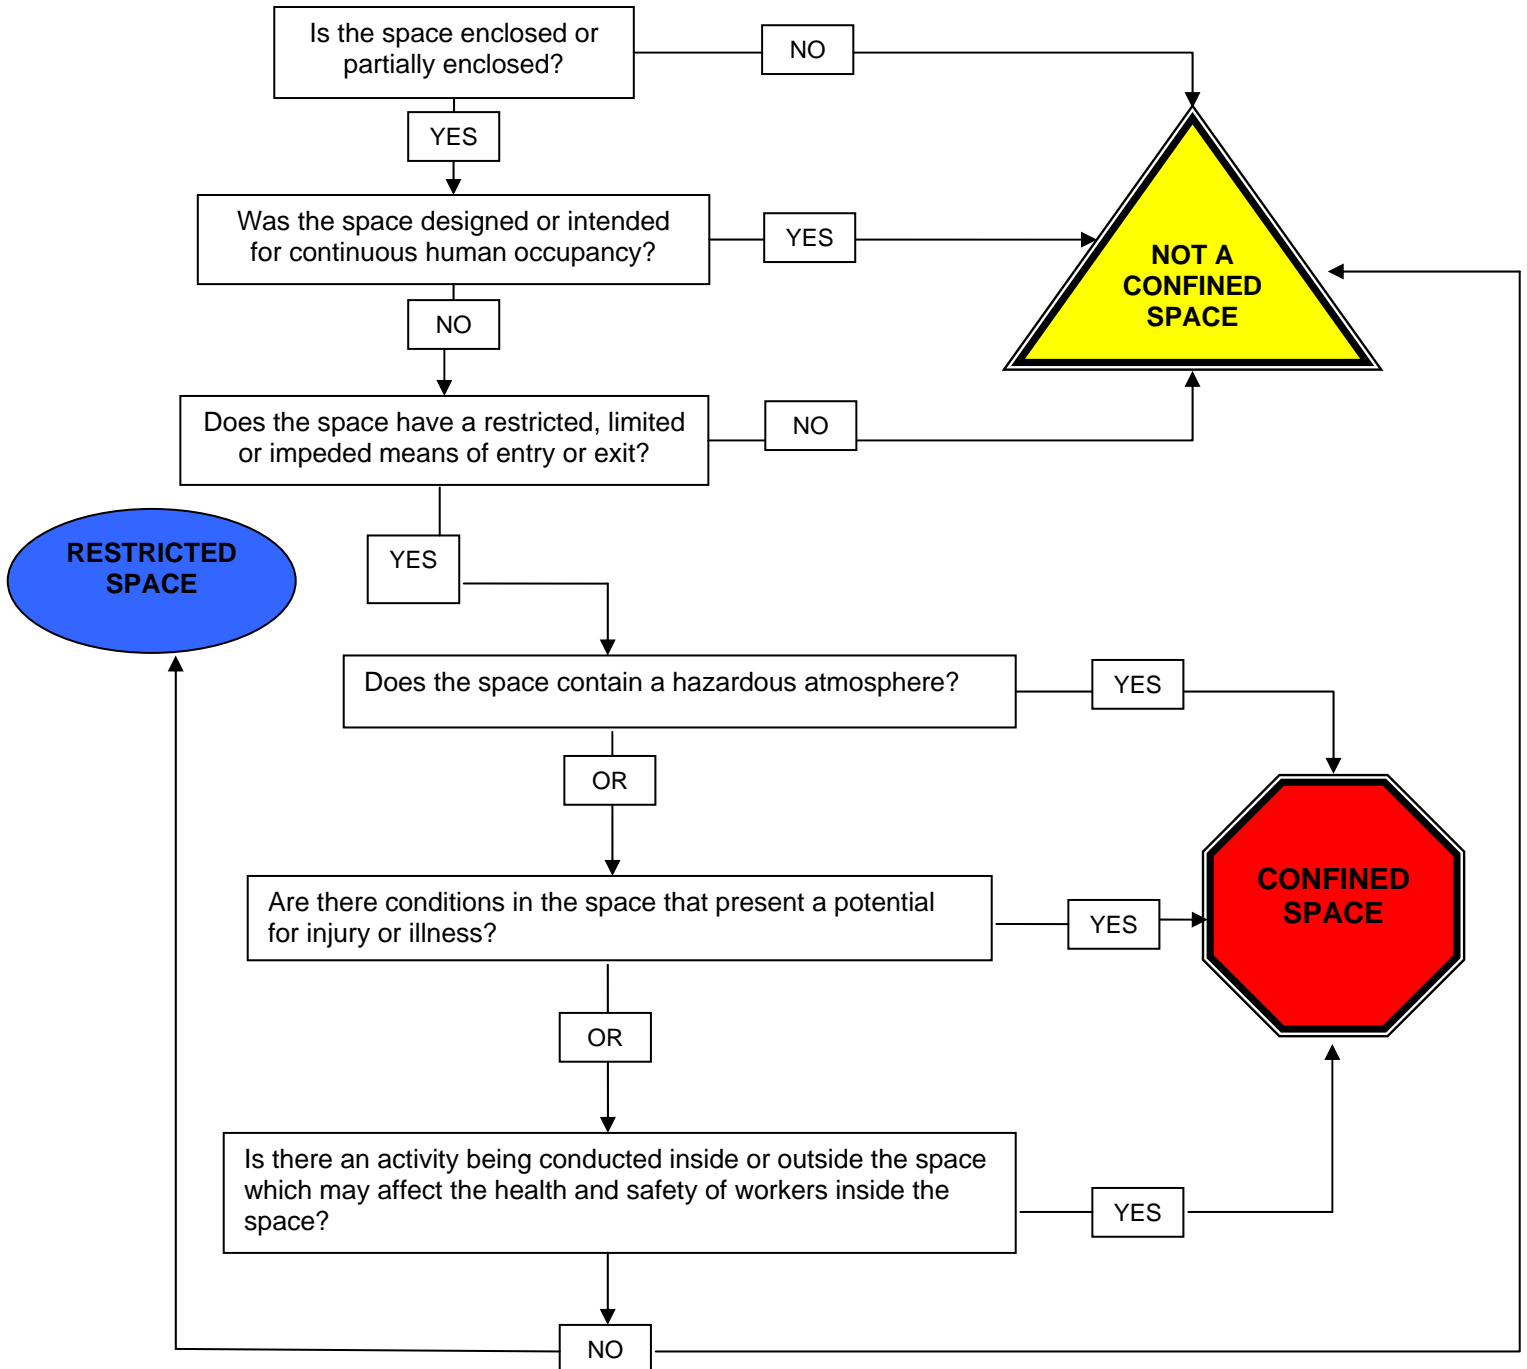 Is the space enclosed or
partially enclosed?
NO
YES
Was the space designed or intended
for continuous human occupancy?
YES
NOT A
CONFINED
SPACE
NO
Does the space have a restricted, limited
or impeded means of entry or exit?
NO
RESTRICTED
SPACE
YES
Does the space contain a hazardous atmosphere?
YES
OR
Are there conditions in the space that present a potential
for injury or illness?
YES
CONFINED
SPACE
OR
Is there an activity being conducted inside or outside the space
which may affect the health and safety of workers inside the
space?
YES
NO